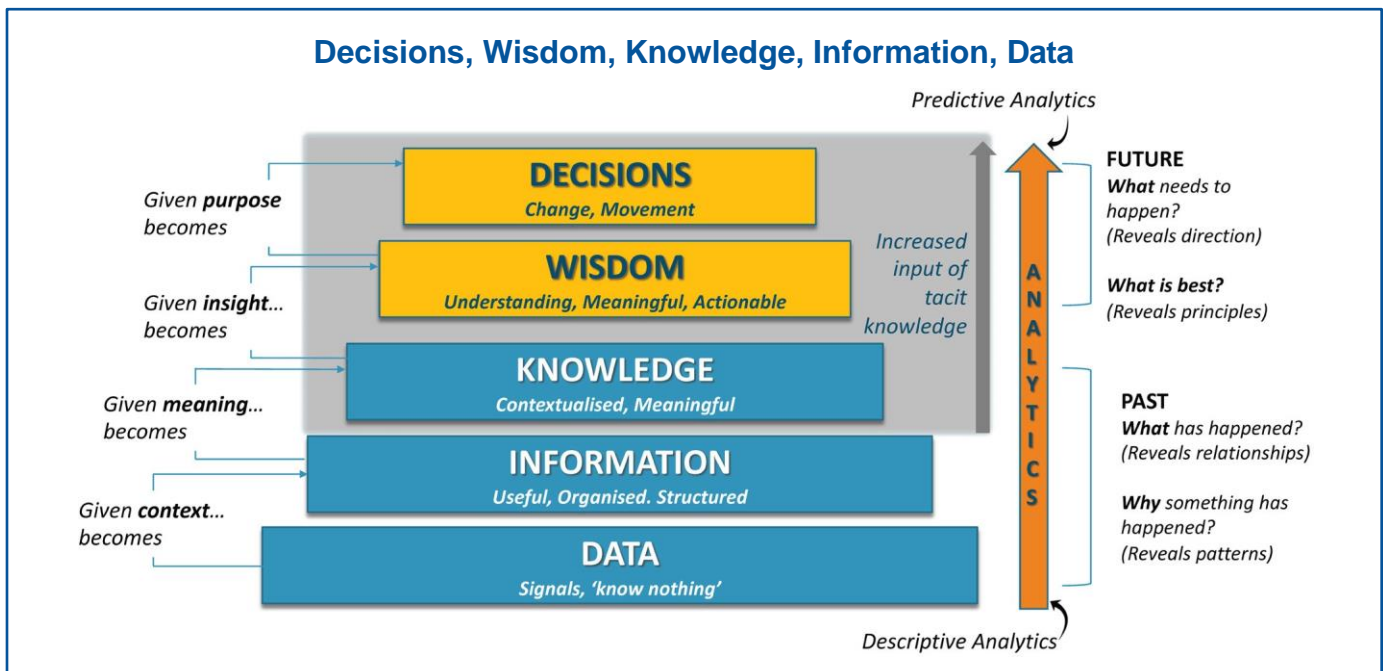 Decisions, Wisdom, Knowledge, Information, Data
Predictive Analytics
DECISIONS
Change, Movement
Given purpose
becomes
WISDOM
Understanding, Meaningful, Actionable
Given insight...
becomes
KNOWLEDGE
Contextualised, Meaningful
Given meaning...
becomes
INFORMATION
Useful, Organised. Structured
Given context...
becomes
DATA
Signals, ‘know nothing’
Increased
input of
tacit
knowledge
ANALYTICS
FUTURE
What needs to
happen?
(Reveals direction)
What is best?
(Reveals principles)
PAST
What has happened?
(Reveals relationships)
Why something has
happened?
(Reveals patterns)
Descriptive Analytics